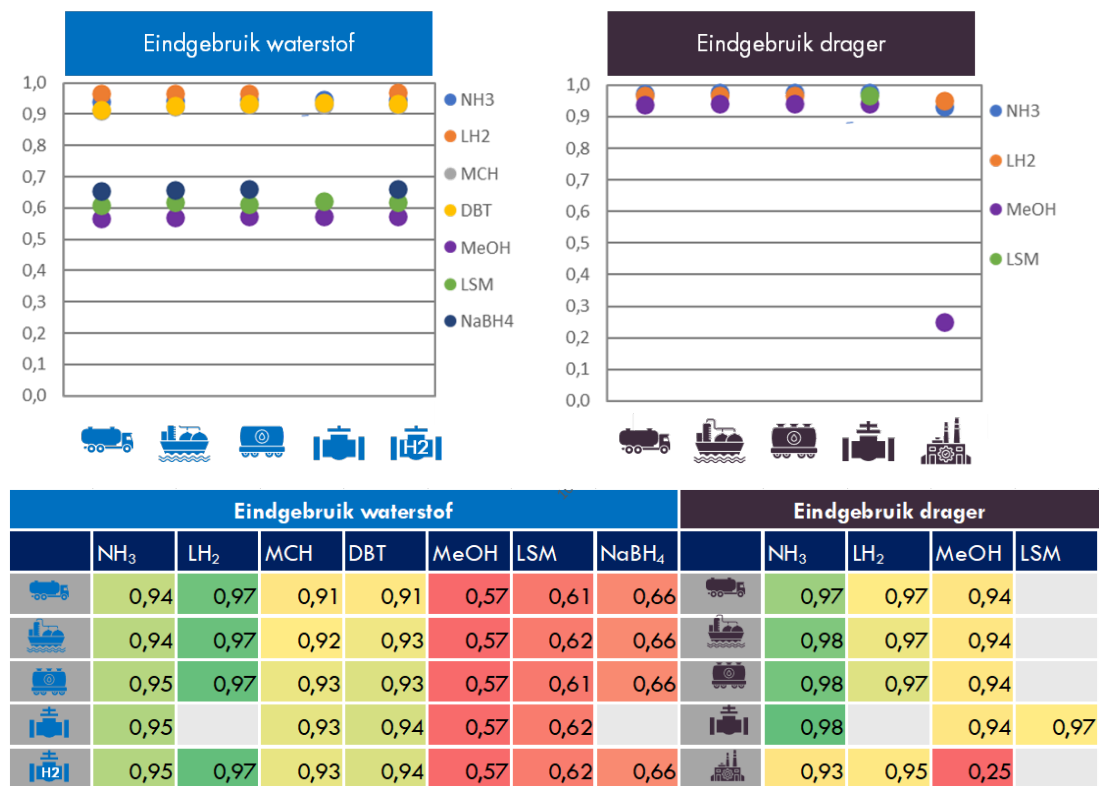 Eindgebruik waterstof
1,0
0,9
0,8
0,7
0,6
0,5
0,4
0,3
0,2
0,1
0,0
NH3
LH2
MCH
DBT
MeOH
LSM
NaBH4
H2
Eindgebruik drager
1,0
0,9
0,8
0,7
0,6
0,5
0,4
0,3
0,2
0,1
0,0
NH3
LH2
MeOH
LSM
Eindgebruik waterstof Eindgebruik drager
NH₃ LH₂ MCH DBT MeOH LSM NaBH₄ NH₃ LH₂ MeOH LSM
0,94 0,97 0,91 0,91 0,57 0,61 0,66 0,97 0,97 0,94
0,94 0,97 0,92 0,93 0,57 0,62 0,66 0,98 0,97 0,94
0,95 0,97 0,93 0,93 0,57 0,61 0,66 0,98 0,97 0,94
0,95 0,93 0,94 0,57 0,62 0,98 0,94 0,97
H2 0,95 0,97 0,93 0,94 0,57 0,62 0,66 0,93 0,95 0,25